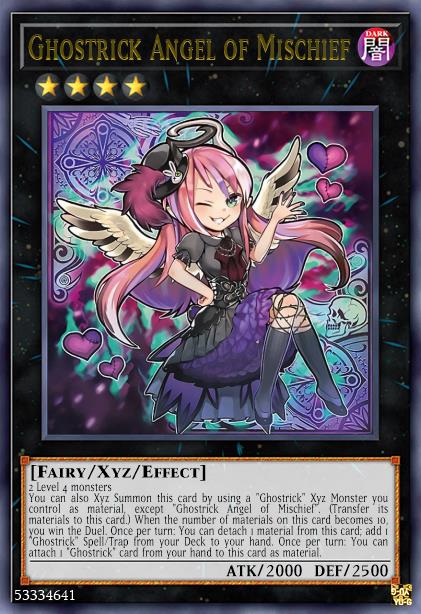 GHOSTRICK ANGEL OF MISCHIEF
DARK
闇
[FAIRY/XYZ/EFFECT]
2 Level 4 monsters
You can also Xyz Summon this card by using a "Ghostrick" Xyz Monster you
control as material, except "Ghostrick Angel of Mischief". (Transfer its
materials to this card.) When the number of materials on this card becomes 10,
you win the Duel. Once per turn: You can detach 1 material from this card; add 1
"Ghostrick" Spell/Trap from your Deck to your hand. Once per turn: You can
attach 1 "Ghostrick" card from your hand to this card as material.
ATK/2000 DEF/2500
53334641